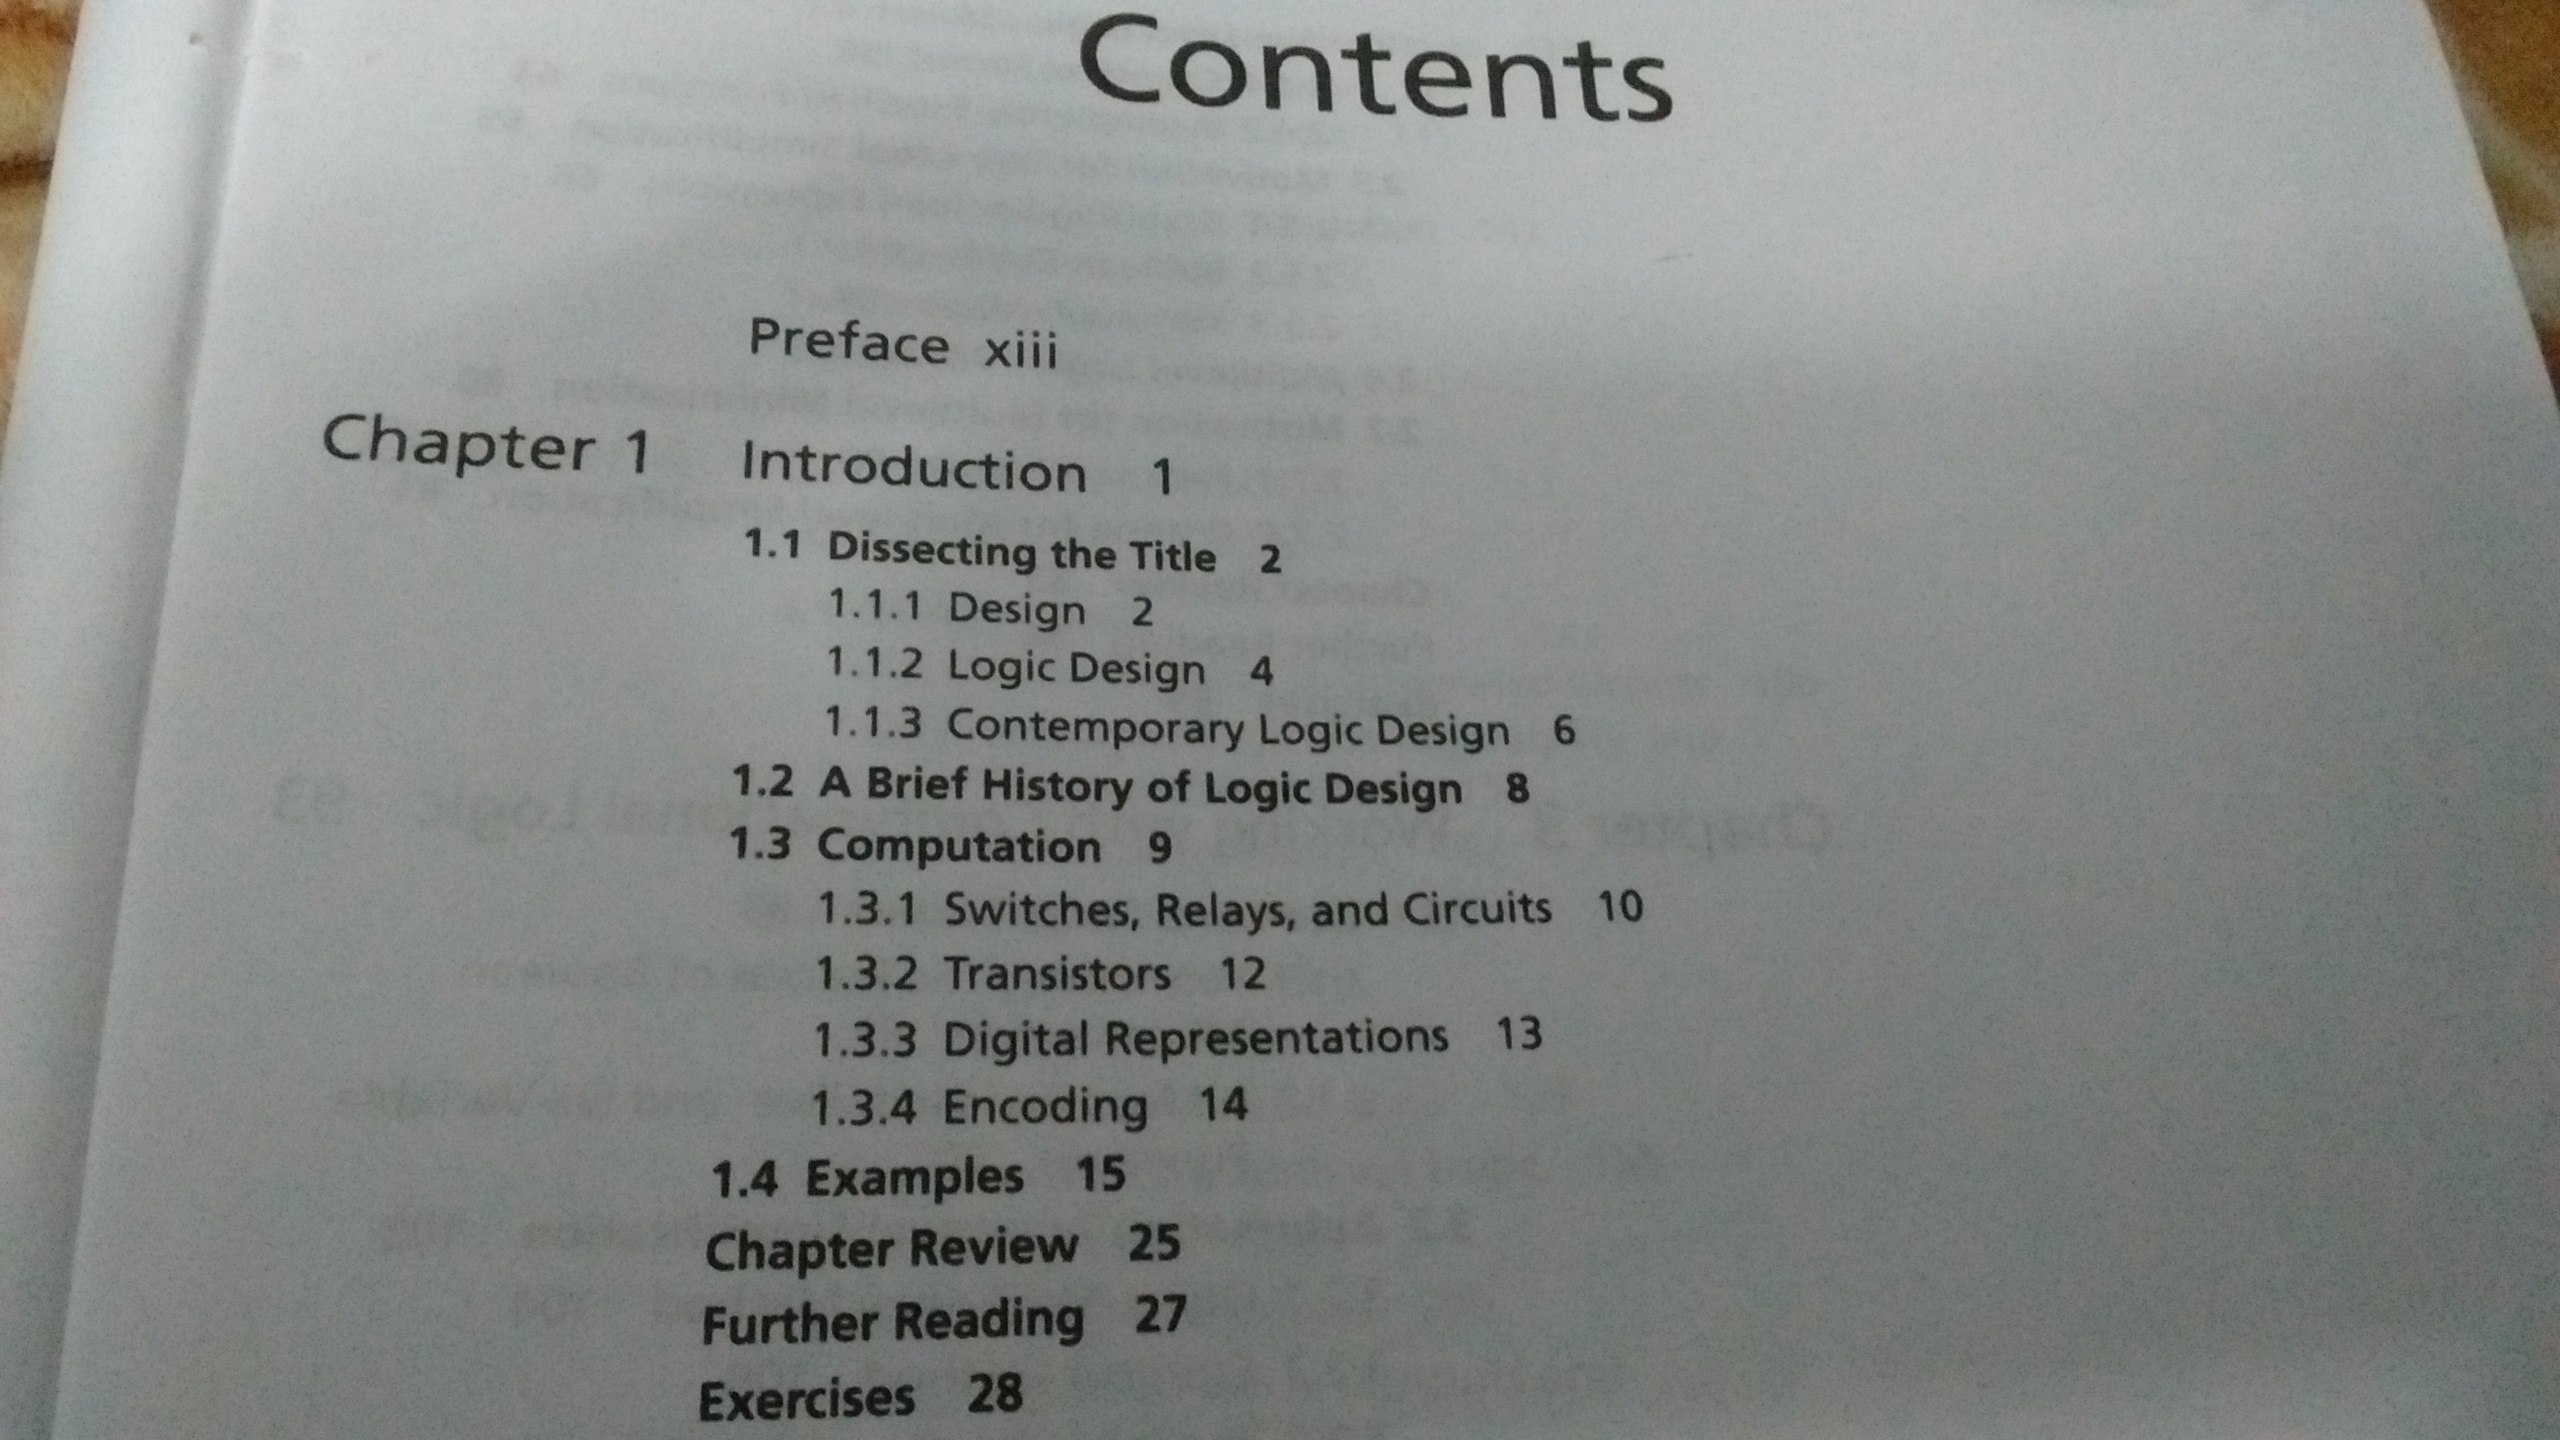 Contents
Preface xiii
Chapter 1 Introduction 1
1.1 Dissecting the Title 2
1.1.1 Design 2
1.1.2 Logic Design 4
1.1.3 Contemporary Logic Design 6
1.2 A Brief History of Logic Design 8
1.3 Computation 9
1.3.1 Switches, Relays, and Circuits 10
1.3.2 Transistors 12
1.3.3 Digital Representations 13
1.3.4 Encoding 14
1.4 Examples 15
Chapter Review 25
Further Reading 27
Exercises 28